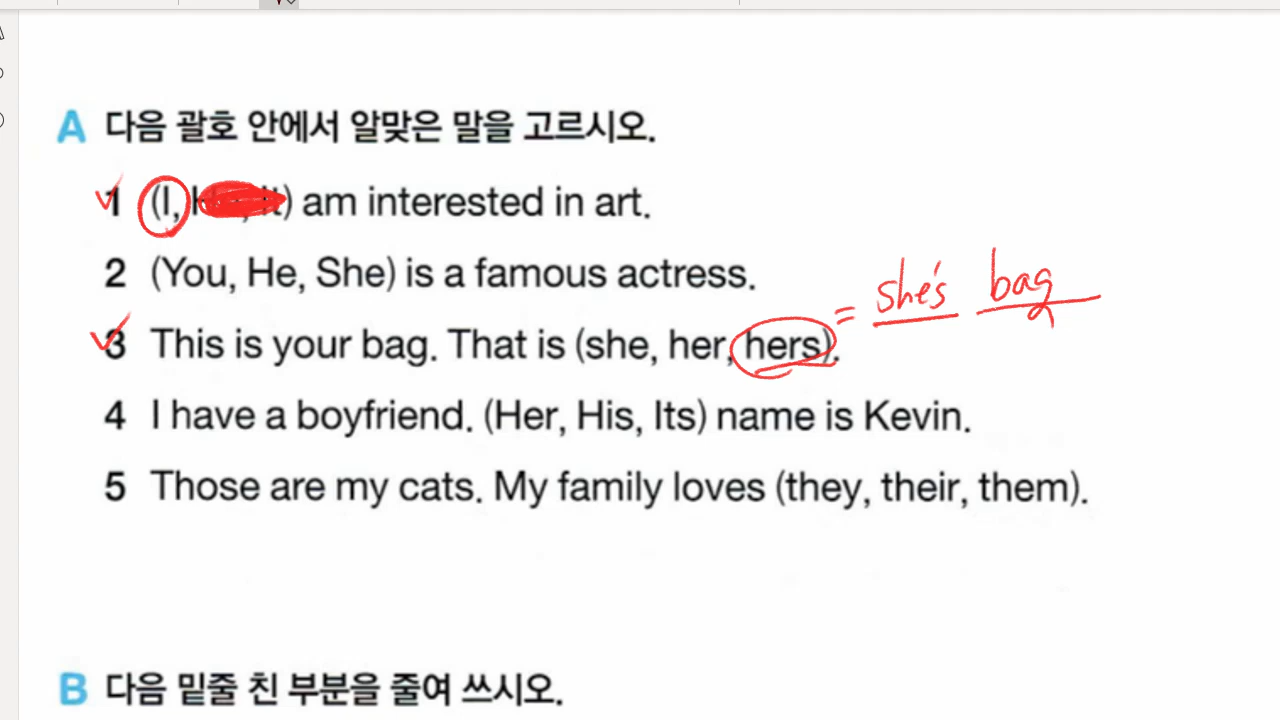 A 다음 괄호 안에서 알맞은 말을 고르시오.
1 (I, It) am interested in art.
2 (You, He, She) is a famous actress.
= she's bag
3 This is your bag. That is (she, her, hers).
4 I have a boyfriend. (Her, His, Its) name is Kevin.
5 Those are my cats. My family loves (they, their, them).
B 다음 밑줄 친 부분을 줄여 쓰시오.